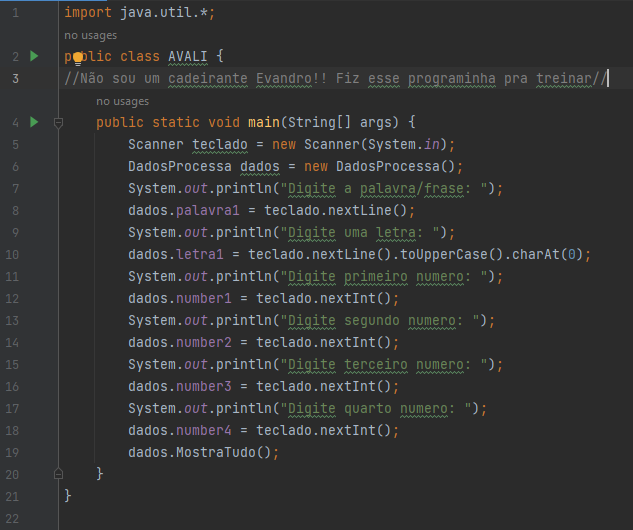 1 import java.util.*;
no usages
2 public class AVALI {
3 //Não sou um cadeirante Evandro!! Fiz esse programinha pra treinar//
no usages
4 public static void main(String[] args) {
5 Scanner teclado = new Scanner(System.in);
6 DadosProcessa dados = new DadosProcessa();
7 System.out.println("Digite a palavra/frase: ");
8 dados.palavra1 = teclado.nextLine();
9 System.out.println("Digite uma letra: ");
10 dados.letra1 = teclado.nextLine().toUpperCase().charAt(0);
11 System.out.println("Digite primeiro numero: ");
12 dados.number1 = teclado.nextInt();
13 System.out.println("Digite segundo numero: ");
14 dados.number2 = teclado.nextInt();
15 System.out.println("Digite terceiro numero: ");
16 dados.number3 = teclado.nextInt();
17 System.out.println("Digite quarto numero: ");
18 dados.number4 = teclado.nextInt();
19 dados.MostraTudo();
20 }
21 }
22